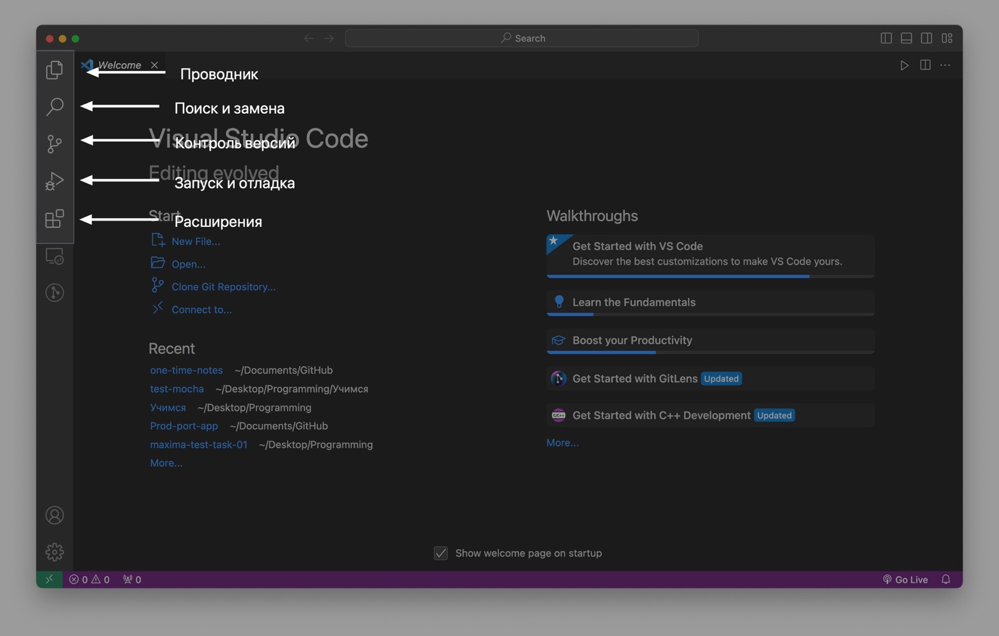 Search
Welcome
Проводник
Поиск и замена
Visual Studio Code
Контроль версий
Editing evolved
Запуск и отладка
Start
Расширения
New File...
Open...
Clone Git Repository...
Connect to...
Recent
one-time-notes ~/Documents/GitHub
test-mocha ~/Desktop/Programming/Учимся
Учимся ~/Desktop/Programming
Prod-port-app ~/Documents/GitHub
maxima-test-task-01 ~/Desktop/Programming
More...
Walkthroughs
Get Started with VS Code
Discover the best customizations to make VS Code yours.
Learn the Fundamentals
Boost your Productivity
Get Started with GitLens Updated
C/C++ Get Started with C++ Development Updated
More...
Show welcome page on startup
0 0 0
Go Live